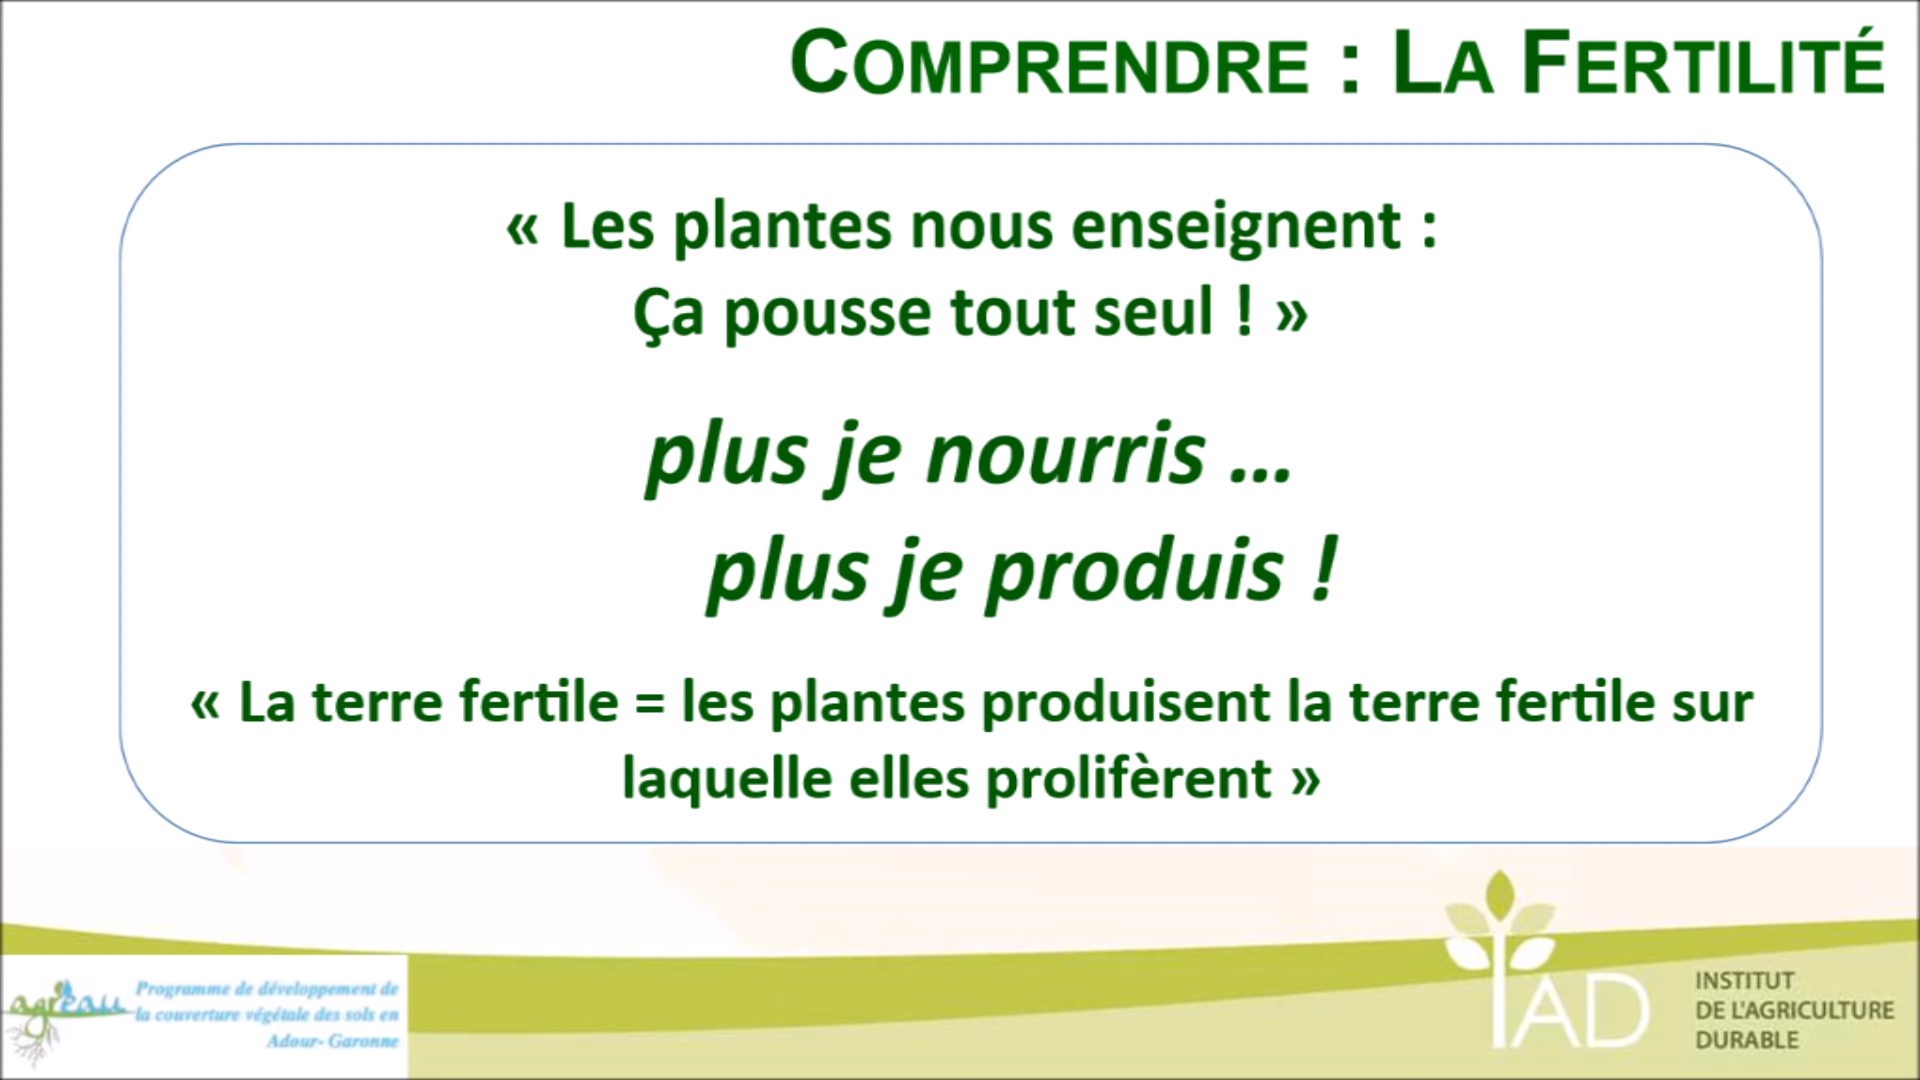 COMPRENDRE : LA FERTILITÉ
« Les plantes nous enseignent :
Ça pousse tout seul ! »
plus je nourris ...
plus je produis !
« La terre fertile = les plantes produisent la terre fertile sur
laquelle elles prolifèrent »
agr'eau
Programme de développement de
la couverture végétale des sols en
Adour- Garonne
IAD
INSTITUT
DE L'AGRICULTURE
DURABLE